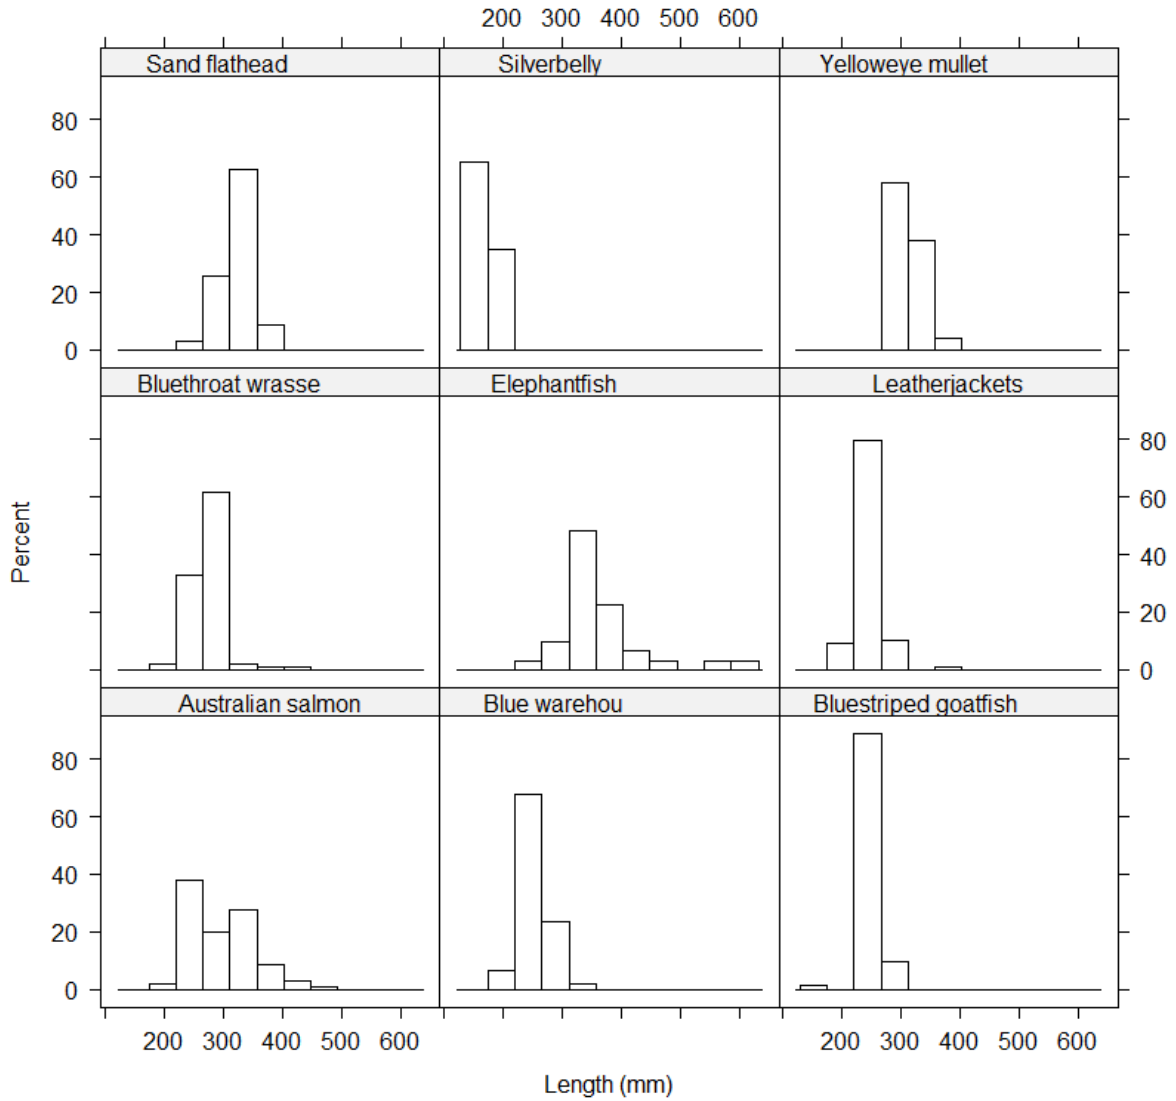 200 300 400 500 600
Sand flathead Silverbelly Yelloweye mullet
80
60
40
20
0
Bluethroat wrasse Elephantfish Leatherjackets
80
60
40
20
0
Percent
Australian salmon Blue warehou Bluestriped goatfish
80
60
40
20
0
200 300 400 500 600 200 300 400 500 600
Length (mm)